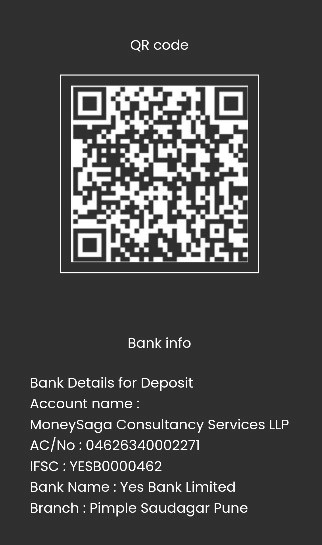 QR code
Bank info
Bank Details for Deposit
Account name :
MoneySaga Consultancy Services LLP
AC/No : 04626340002271
IFSC : YESB0000462
Bank Name : Yes Bank Limited
Branch : Pimple Saudagar Pune